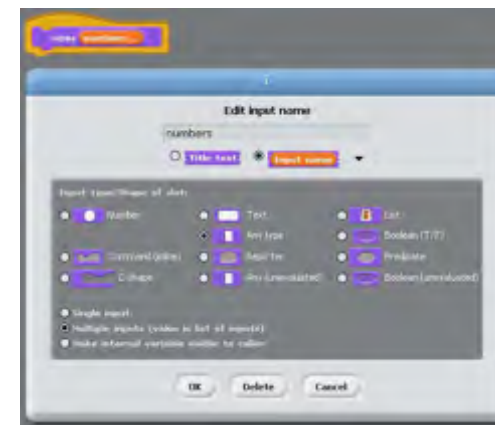 numbers...
Edit input name
numbers
Title text Input name
Input type/Shape of slot:
Number Text List
Any type Boolean (T/F)
Command (inline) Reporter Predicate
C-shape Any (unevaluated) Boolean (unevaluated)
Single input.
Multiple inputs (value is list of inputs)
Make internal variable visible to caller
OK Delete Cancel